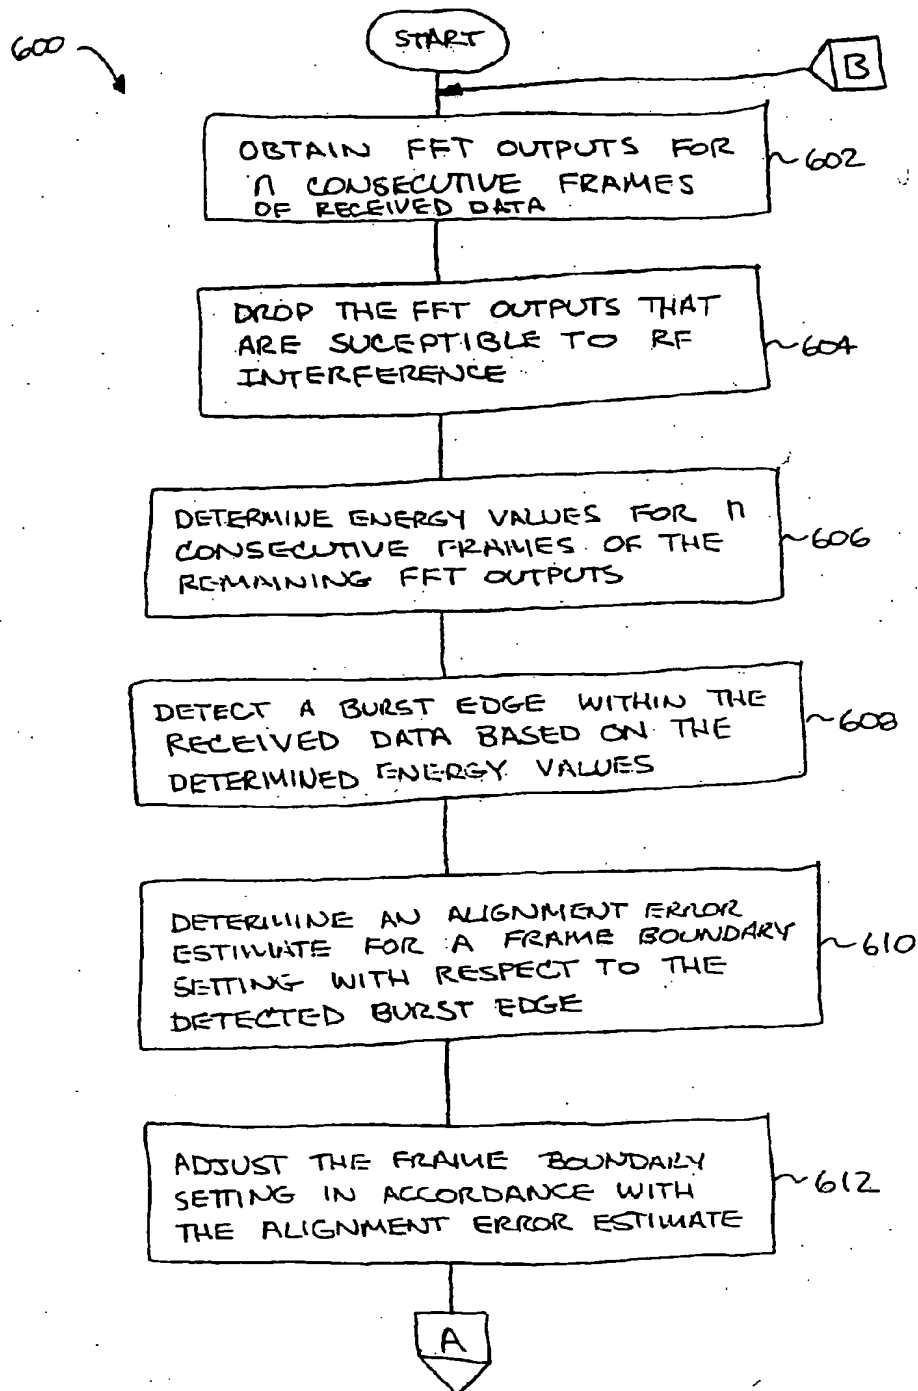 600
START
B
OBTAIN FFT OUTPUTS FOR
n CONSECUTIVE FRAMES
OF RECEIVED DATA
602
DROP THE FFT OUTPUTS THAT
ARE SUCEPTIBLE TO RF
INTERFERENCE
604
DETERMINE ENERGY VALUES FOR n
CONSECUTIVE FRAMES OF THE
REMAINING FFT OUTPUTS
606
DETECT A BURST EDGE WITHIN THE
RECEIVED DATA BASED ON THE
DETERMINED ENERGY VALUES
608
DETERMINE AN ALIGNMENT ERROR
ESTIMATE FOR A FRAME BOUNDARY
SETTING WITH RESPECT TO THE
DETECTED BURST EDGE
610
ADJUST THE FRAME BOUNDARY
SETTING IN ACCORDANCE WITH
THE ALIGNMENT ERROR ESTIMATE
612
A